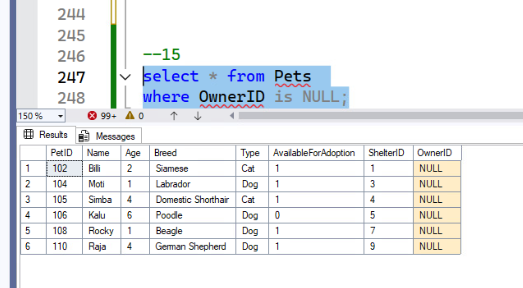 244
245
246 --15
247 select * from Pets
248 where OwnerID is NULL;
150 % 99+ 0
Results Messages
PetID Name Age Breed Type AvailableForAdoption ShelterID OwnerID
1 102 Billi 2 Siamese Cat 1 1 NULL
2 104 Moti 1 Labrador Dog 1 3 NULL
3 105 Simba 4 Domestic Shorthair Cat 1 4 NULL
4 106 Kalu 6 Poodle Dog 0 5 NULL
5 108 Rocky 1 Beagle Dog 1 7 NULL
6 110 Raja 4 German Shepherd Dog 1 9 NULL